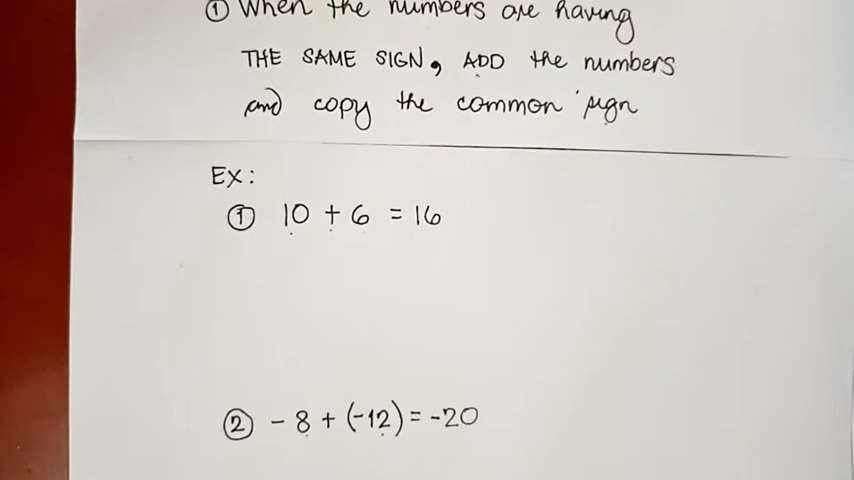 ① When the numbers are having
THE SAME SIGN, ADD the numbers
and copy the common sign
EX:
① 10 + 6 = 16
② - 8 + (-12) = -20